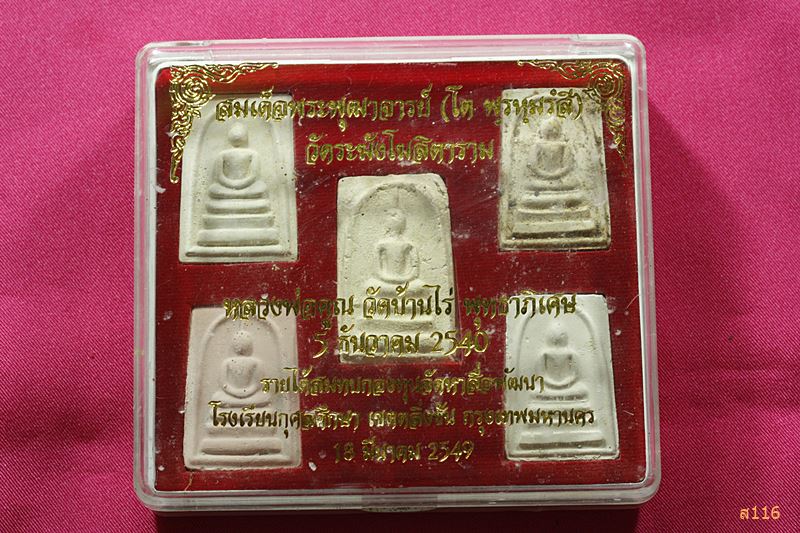 สมเด็จพระพุฒาจารย์ (โต พฺรหฺมรํสี)
วัดระฆังโฆสิตาราม
หลวงพ่อคูณ วัดบ้านไร่ พุทธาภิเศษ
5 ธันวาคม 2540
รายได้สมทบกองทุนจัดหาสื่อพัฒนา
โรงเรียนกุศลศึกษา เขตตลิ่งชัน กรุงเทพมหานคร
18 มีนาคม 2549
ส116